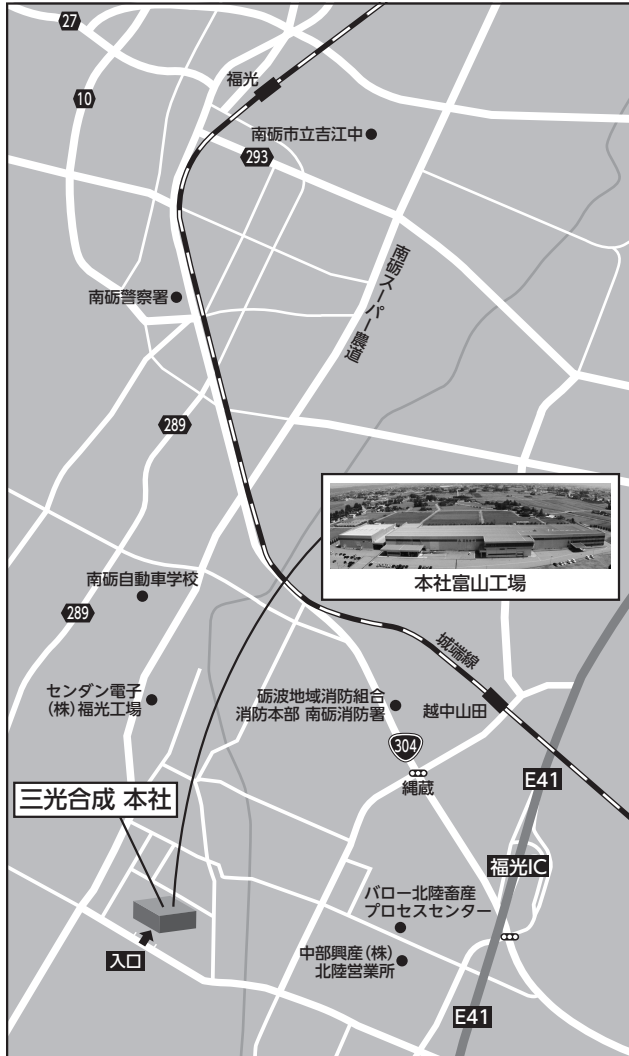 27
福光
10
南砺市立吉江中
293
南砺スーパー農道
南砺警察署
289
本社富山工場
南砺自動車学校
289
城端線
センダン電子
(株)福光工場
砺波地域消防組合
消防本部 南砺消防署
越中山田
304
縄蔵
E41
三光合成 本社
福光IC
バロー北陸畜産
プロセスセンター
入口
中部興産(株)
北陸営業所
E41